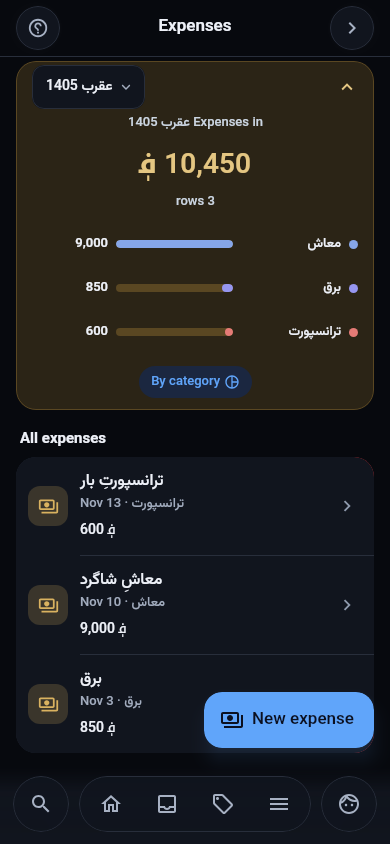 Expenses
عقرب 1405
Expenses in عقرب 1405
؋ 10,450
3 rows
معاش 9,000
برق 850
ترانسپورت 600
By category
All expenses
ترانسپورتِ بار
Nov 13 · ترانسپورت
600 ؋
معاشِ شاگرد
Nov 10 · معاش
9,000 ؋
برق
Nov 3 · برق
850 ؋
New expense